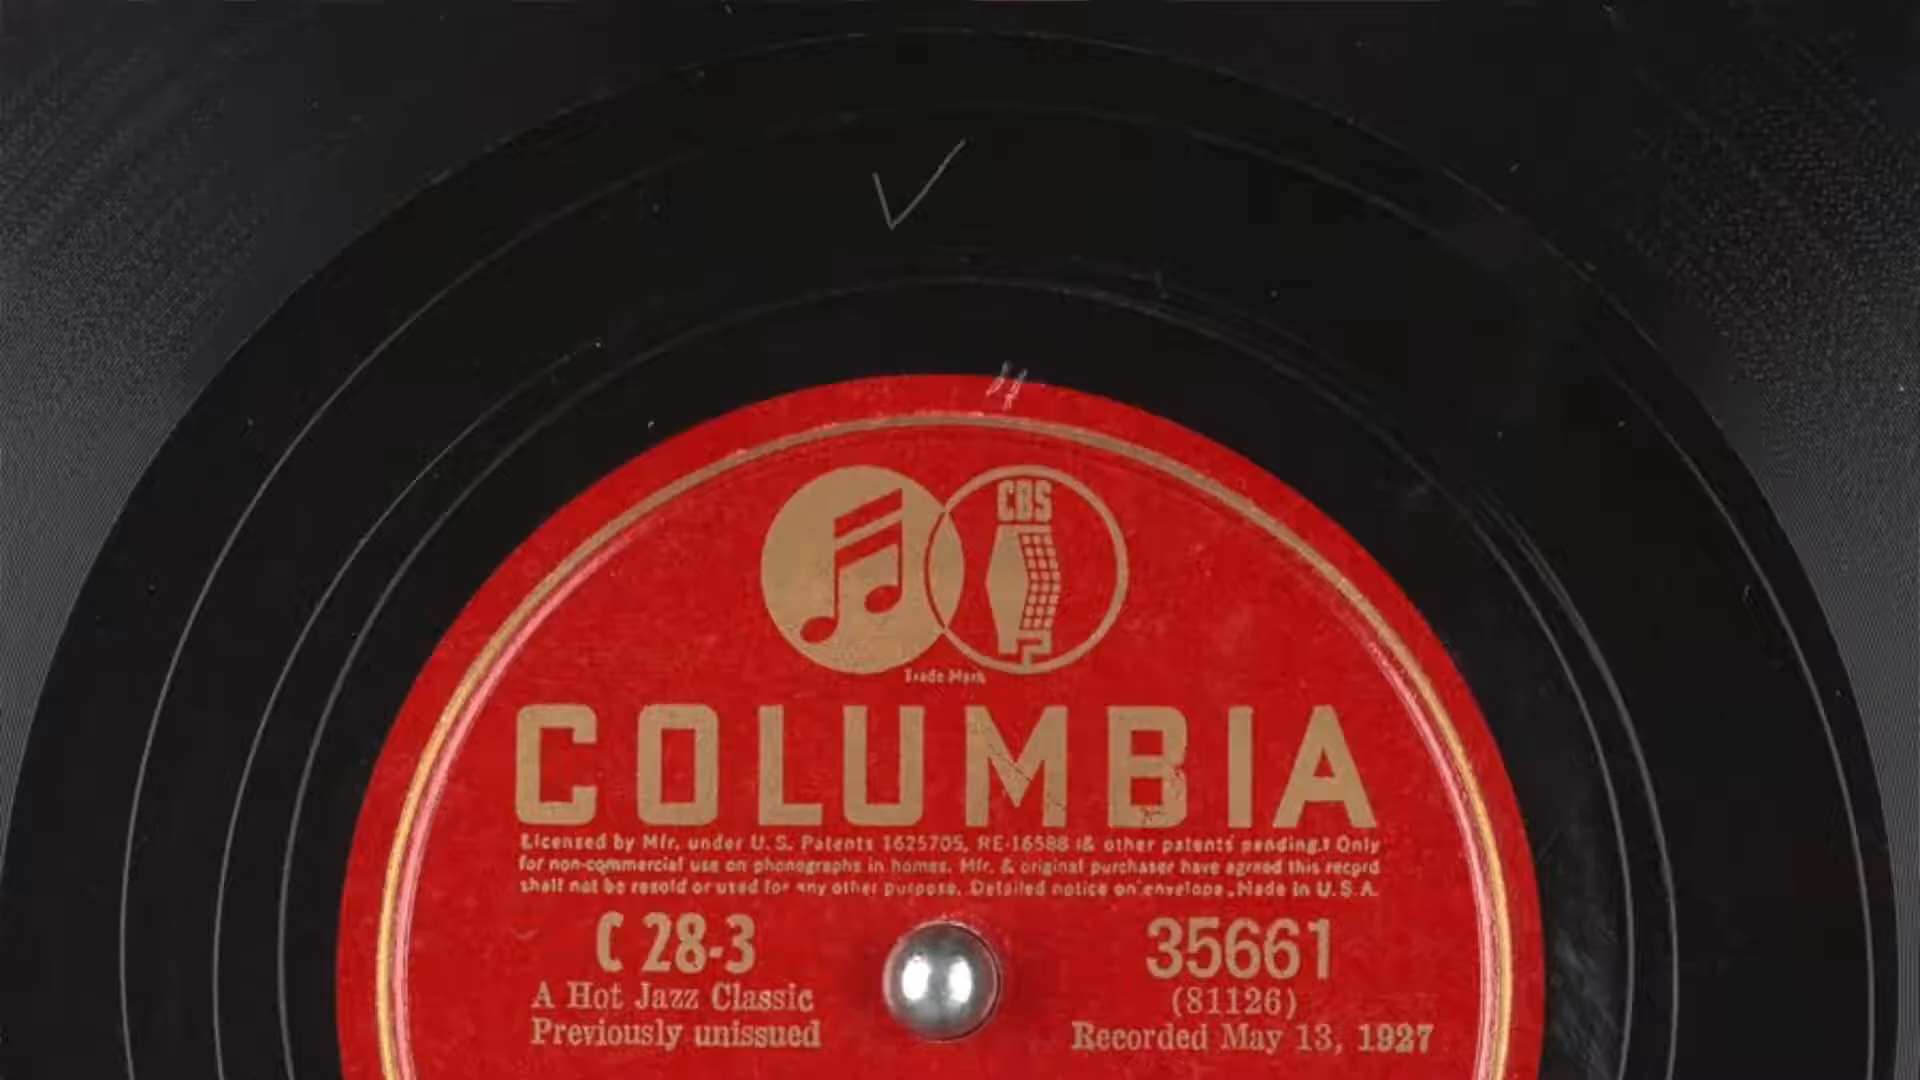 CBS
Trade Mark
COLUMBIA
Licensed by Mfr. under U.S. Patents 1625705, RE-16588 (& other patents pending.) Only
for non-commercial use on phonographs in homes. Mfr. & original purchaser have agreed this record
shall not be resold or used for any other purpose. Detailed notice on envelope. Made in U.S.A.
C 28-3
35661
A Hot Jazz Classic
(81126)
Previously unissued
Recorded May 13, 1927